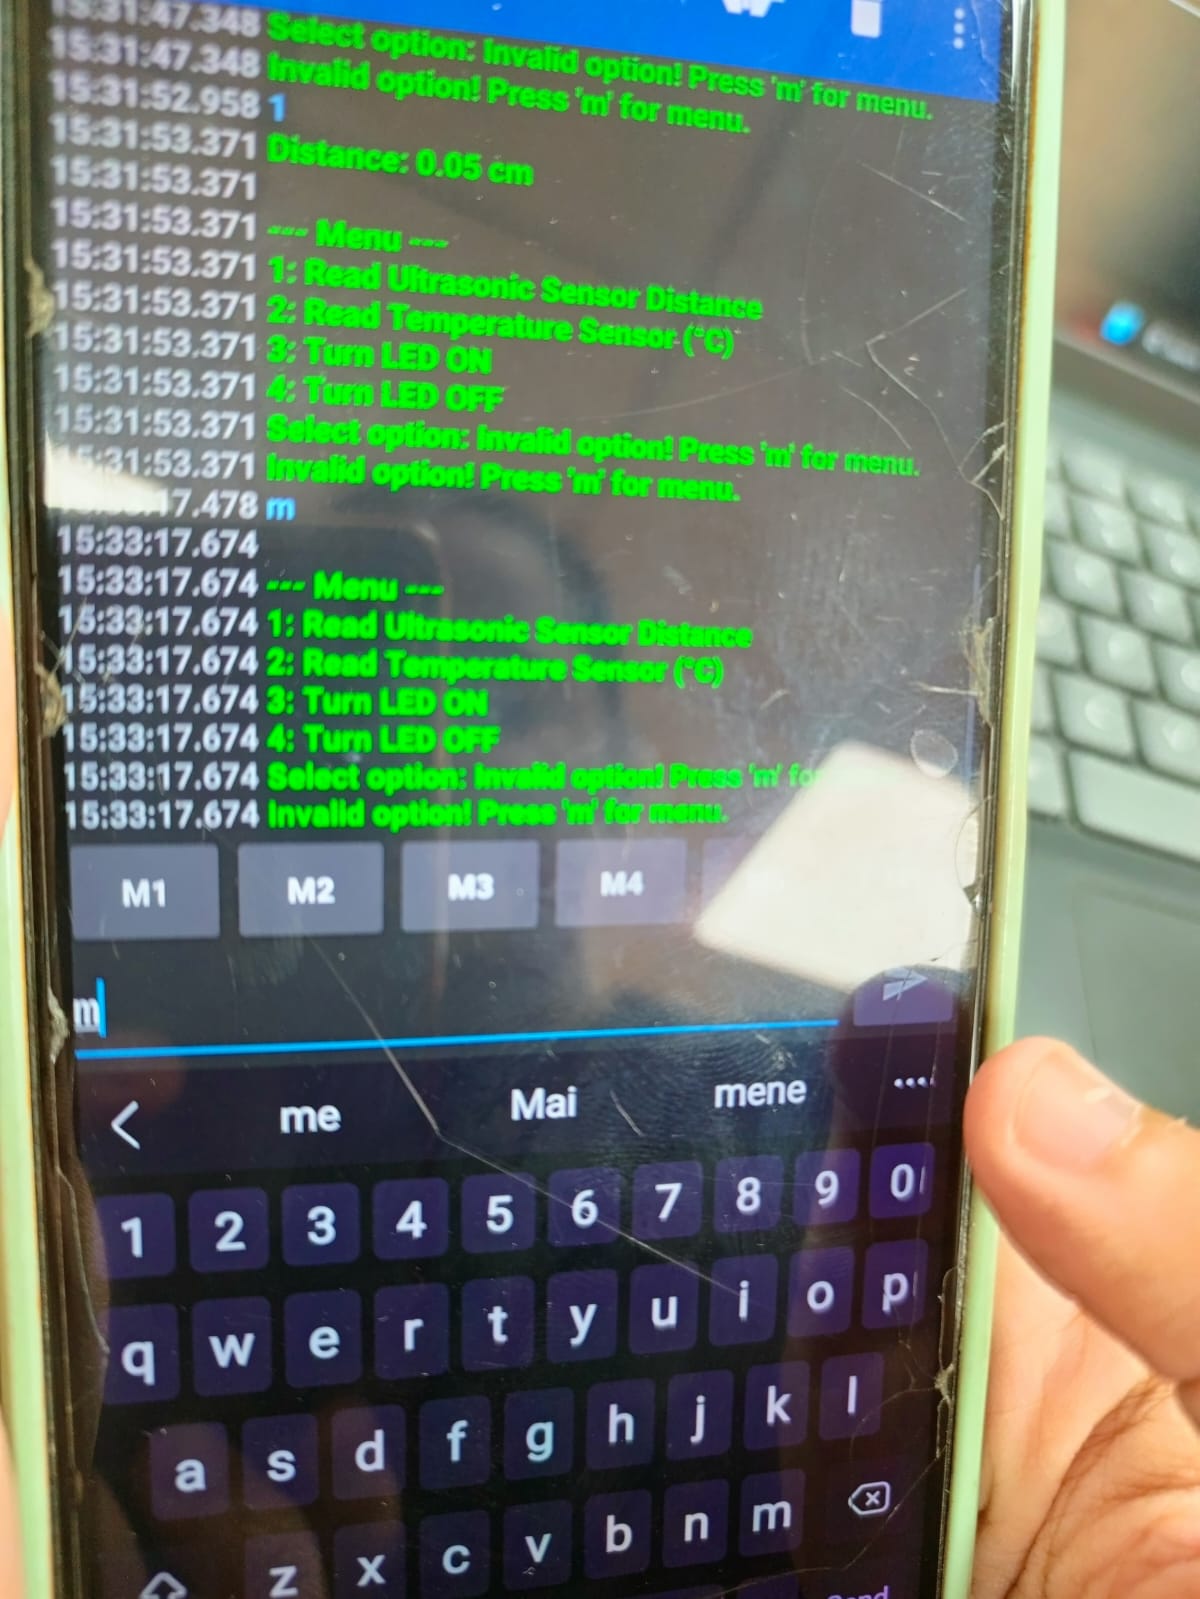 15:31:47.348 Select option: Invalid option! Press 'm' for menu.
15:31:47.348 Invalid option! Press 'm' for menu.
15:31:52.958 1
15:31:53.371 Distance: 0.05 cm
15:31:53.371
15:31:53.371 --- Menu ---
15:31:53.371 1: Read Ultrasonic Sensor Distance
15:31:53.371 2: Read Temperature Sensor (°C)
15:31:53.371 3: Turn LED ON
15:31:53.371 4: Turn LED OFF
15:31:53.371 Select option: Invalid option! Press 'm' for menu.
15:31:53.371 Invalid option! Press 'm' for menu.
17.478 m
15:33:17.674
15:33:17.674 --- Menu ---
15:33:17.674 1: Read Ultrasonic Sensor Distance
15:33:17.674 2: Read Temperature Sensor (°C)
15:33:17.674 3: Turn LED ON
15:33:17.674 4: Turn LED OFF
15:33:17.674 Select option: Invalid option! Press 'm' fo
15:33:17.674 Invalid option! Press 'm' for menu.
M1 M2 M3 M4
m
me Mai mene
1 2 3 4 5 6 7 8 9 0
q w e r t y u i o p
a s d f g h j k l
z x c v b n m
Send